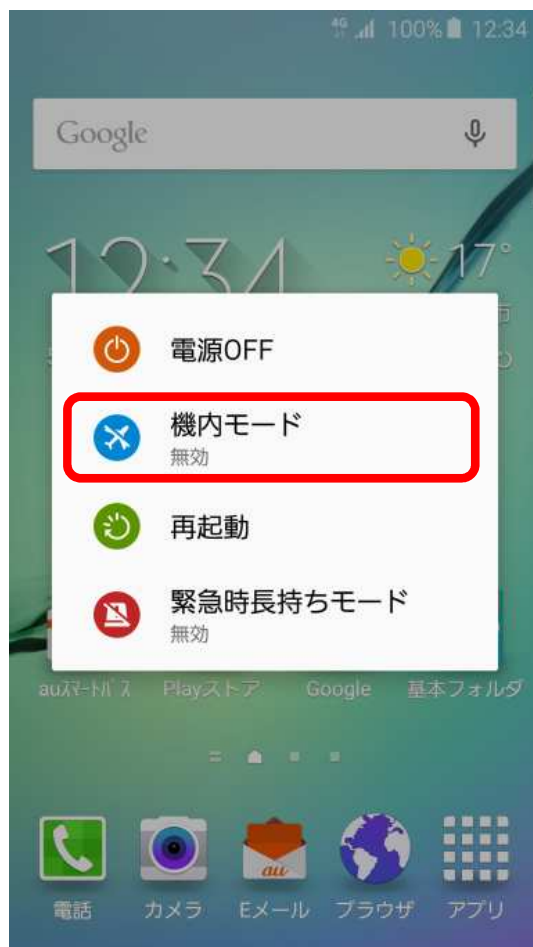 4G 100% 12:34
Google
12:34
17°
市
電源OFF
機内モード
無効
再起動
緊急時長持ちモード
無効
auスマートパス Playストア Google 基本フォルダ
au
電話 カメラ Eメール ブラウザ アプリ